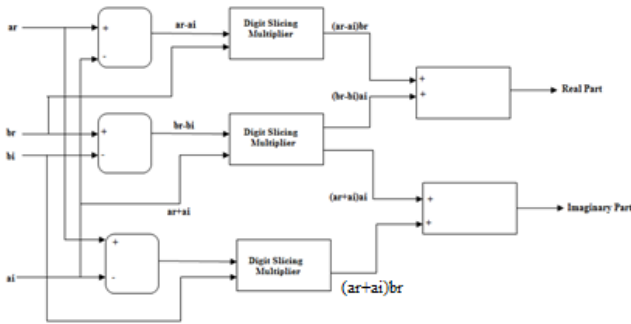 ar
+
-
ar-ai
Digit Slicing
Multiplier
(ar-ai)br
+
+
Real Part
br
bi
+
-
br-bi
Digit Slicing
Multiplier
(br-bi)ai
(ar+ai)ai
ar+ai
+
+
Imaginary Part
ai
+
-
Digit Slicing
Multiplier
(ar+ai)br